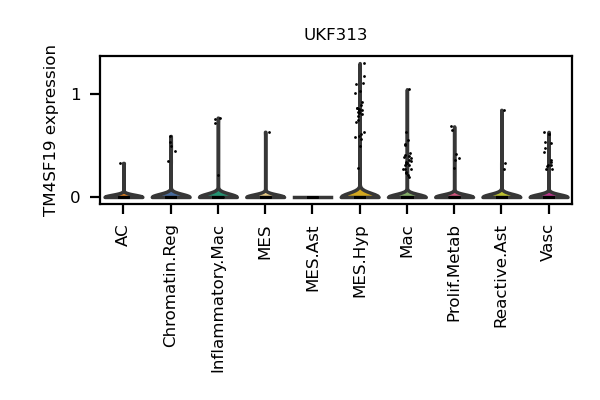 UKF313
TM4SF19 expression
1
0
AC
Chromatin.Reg
Inflammatory.Mac
MES
MES.Ast
MES.Hyp
Mac
Prolif.Metab
Reactive.Ast
Vasc